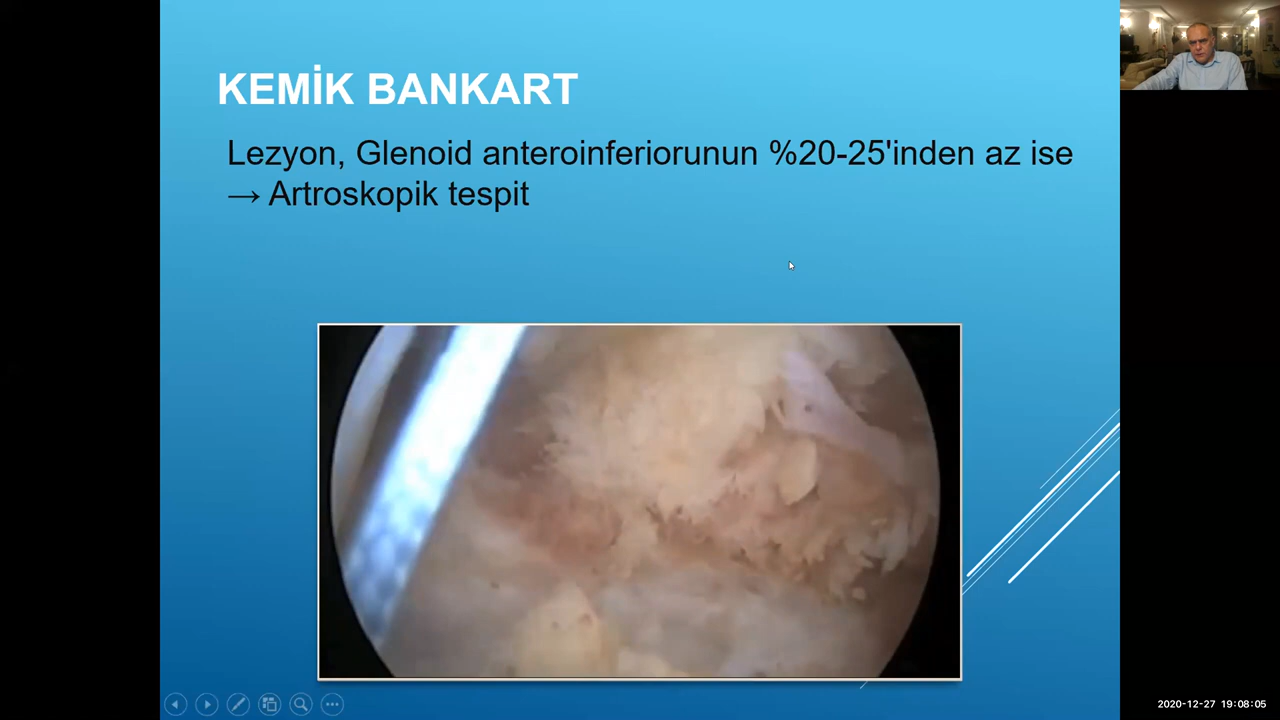 KEMİK BANKART
Lezyon, Glenoid anteroinferiorunun %20-25'inden az ise
→ Artroskopik tespit
2020-12-27 19:08:05